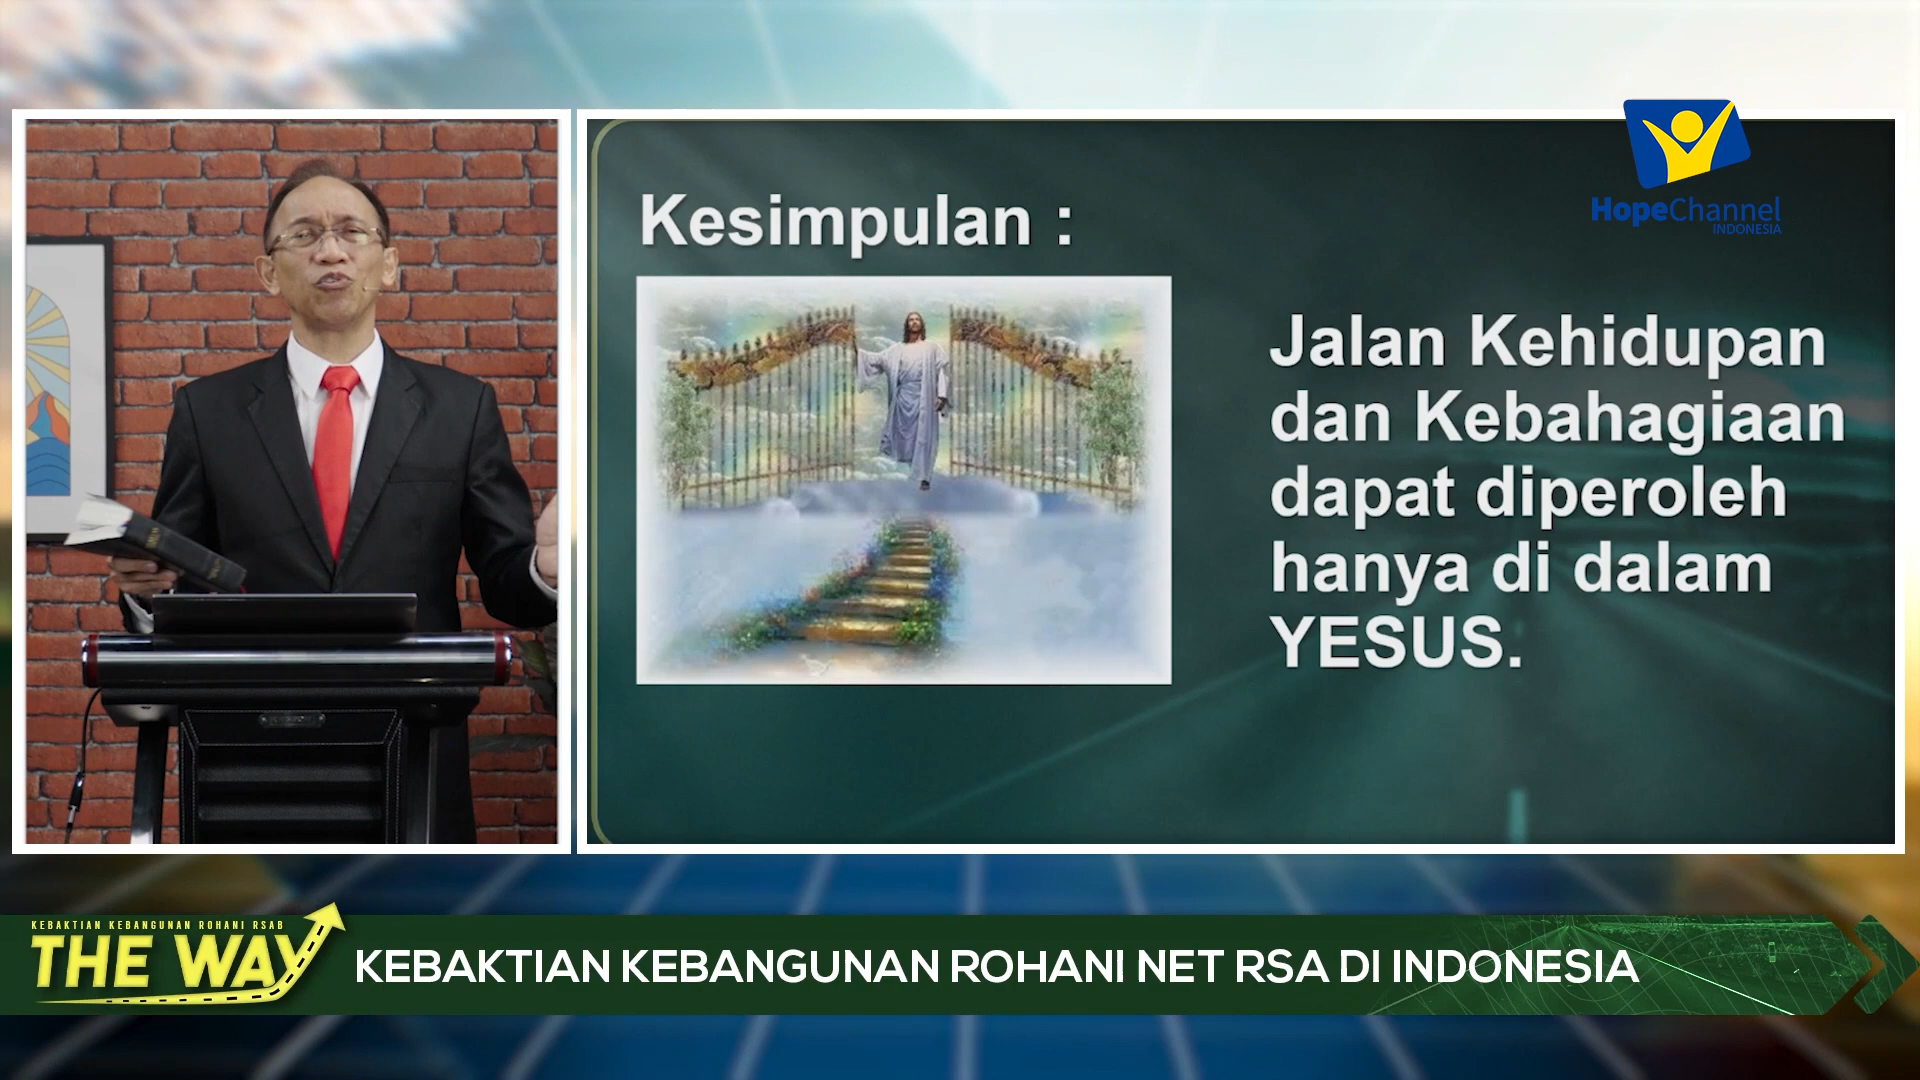 HopeChannel
INDONESIA
Kesimpulan :
Jalan Kehidupan
dan Kebahagiaan
dapat diperoleh
hanya di dalam
YESUS.
KEBAKTIAN KEBANGUNAN ROHANI RSAB
THE WAY
KEBAKTIAN KEBANGUNAN ROHANI NET RSA DI INDONESIA